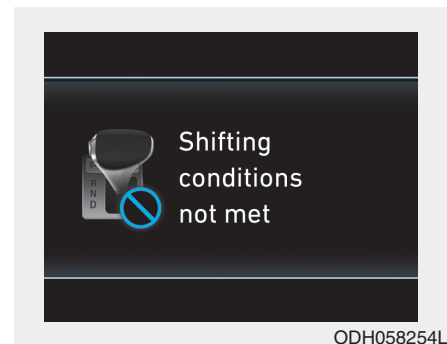 Shifting
conditions
not met
P
R
N
D
ODH058254L